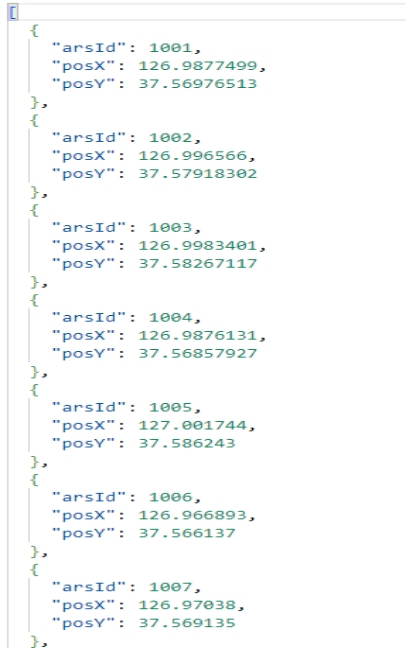 [
{
"arsId": 1001,
"posX": 126.9877499,
"posY": 37.56976513
},
{
"arsId": 1002,
"posX": 126.996566,
"posY": 37.57918302
},
{
"arsId": 1003,
"posX": 126.9983401,
"posY": 37.58267117
},
{
"arsId": 1004,
"posX": 126.9876131,
"posY": 37.56857927
},
{
"arsId": 1005,
"posX": 127.001744,
"posY": 37.586243
},
{
"arsId": 1006,
"posX": 126.966893,
"posY": 37.566137
},
{
"arsId": 1007,
"posX": 126.97038,
"posY": 37.569135
},